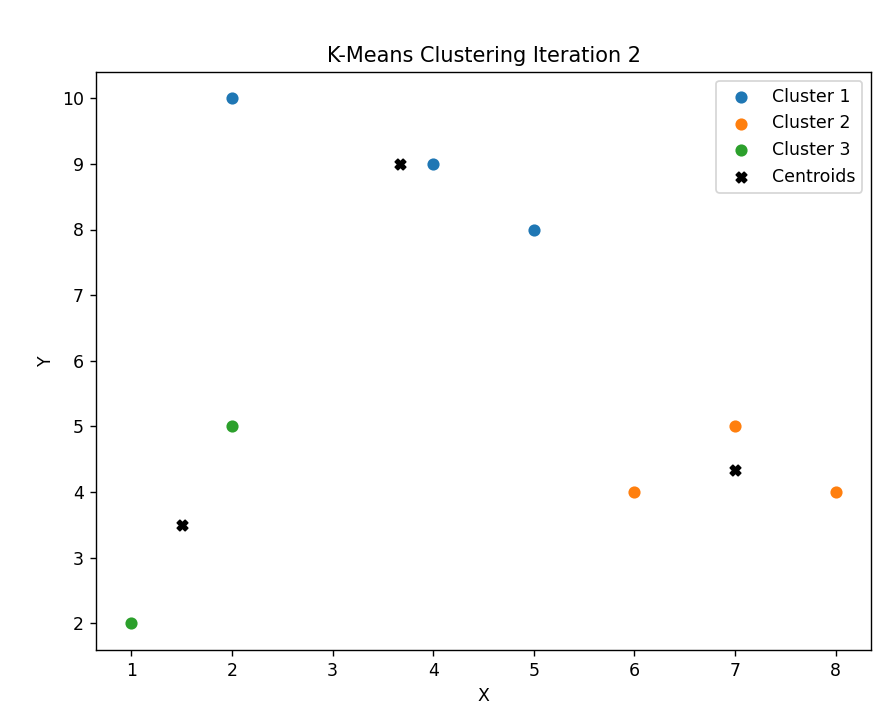 K-Means Clustering Iteration 2
Cluster 1
Cluster 2
Cluster 3
Centroids
10
9
8
7
6
5
4
3
2
Y
1 2 3 4 5 6 7 8
X